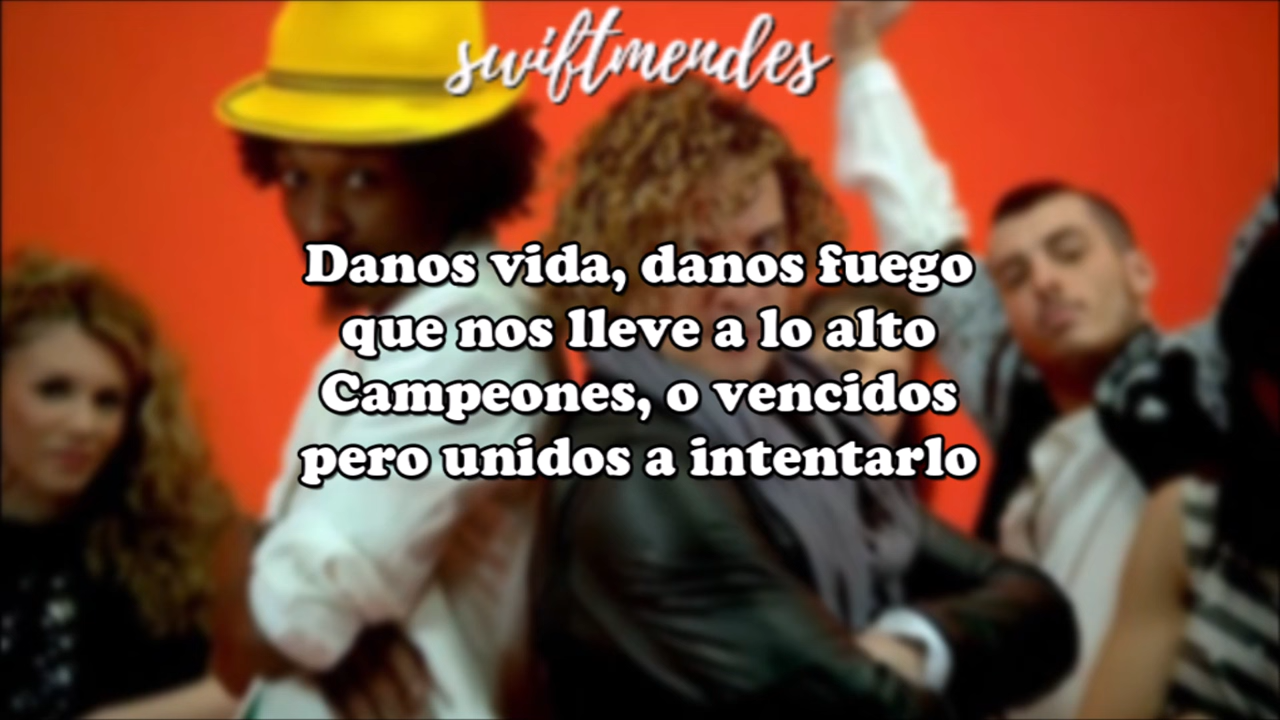 swiftmendes
Danos vida, danos fuego
que nos lleve a lo alto
Campeones, o vencidos
pero unidos a intentarlo